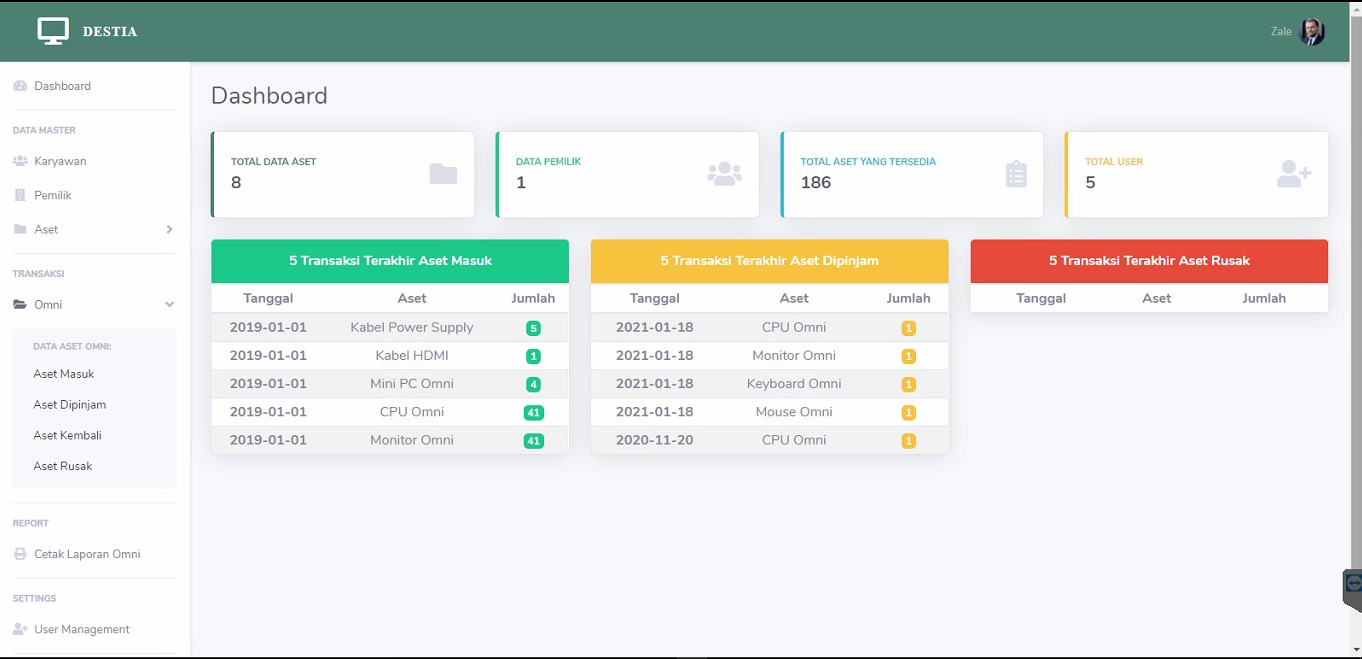 DESTIA
Zale
Dashboard
DATA MASTER
Karyawan
Pemilik
Aset
TRANSAKSI
Omni
DATA ASET OMNI:
Aset Masuk
Aset Dipinjam
Aset Kembali
Aset Rusak
REPORT
Cetak Laporan Omni
SETTINGS
User Management
Dashboard
TOTAL DATA ASET
8
DATA PEMILIK
1
TOTAL ASET YANG TERSEDIA
186
TOTAL USER
5
5 Transaksi Terakhir Aset Masuk
Tanggal Aset Jumlah
2019-01-01 Kabel Power Supply 5
2019-01-01 Kabel HDMI 1
2019-01-01 Mini PC Omni 4
2019-01-01 CPU Omni 41
2019-01-01 Monitor Omni 41
5 Transaksi Terakhir Aset Dipinjam
Tanggal Aset Jumlah
2021-01-18 CPU Omni 1
2021-01-18 Monitor Omni 1
2021-01-18 Keyboard Omni 1
2021-01-18 Mouse Omni 1
2020-11-20 CPU Omni 1
5 Transaksi Terakhir Aset Rusak
Tanggal Aset Jumlah